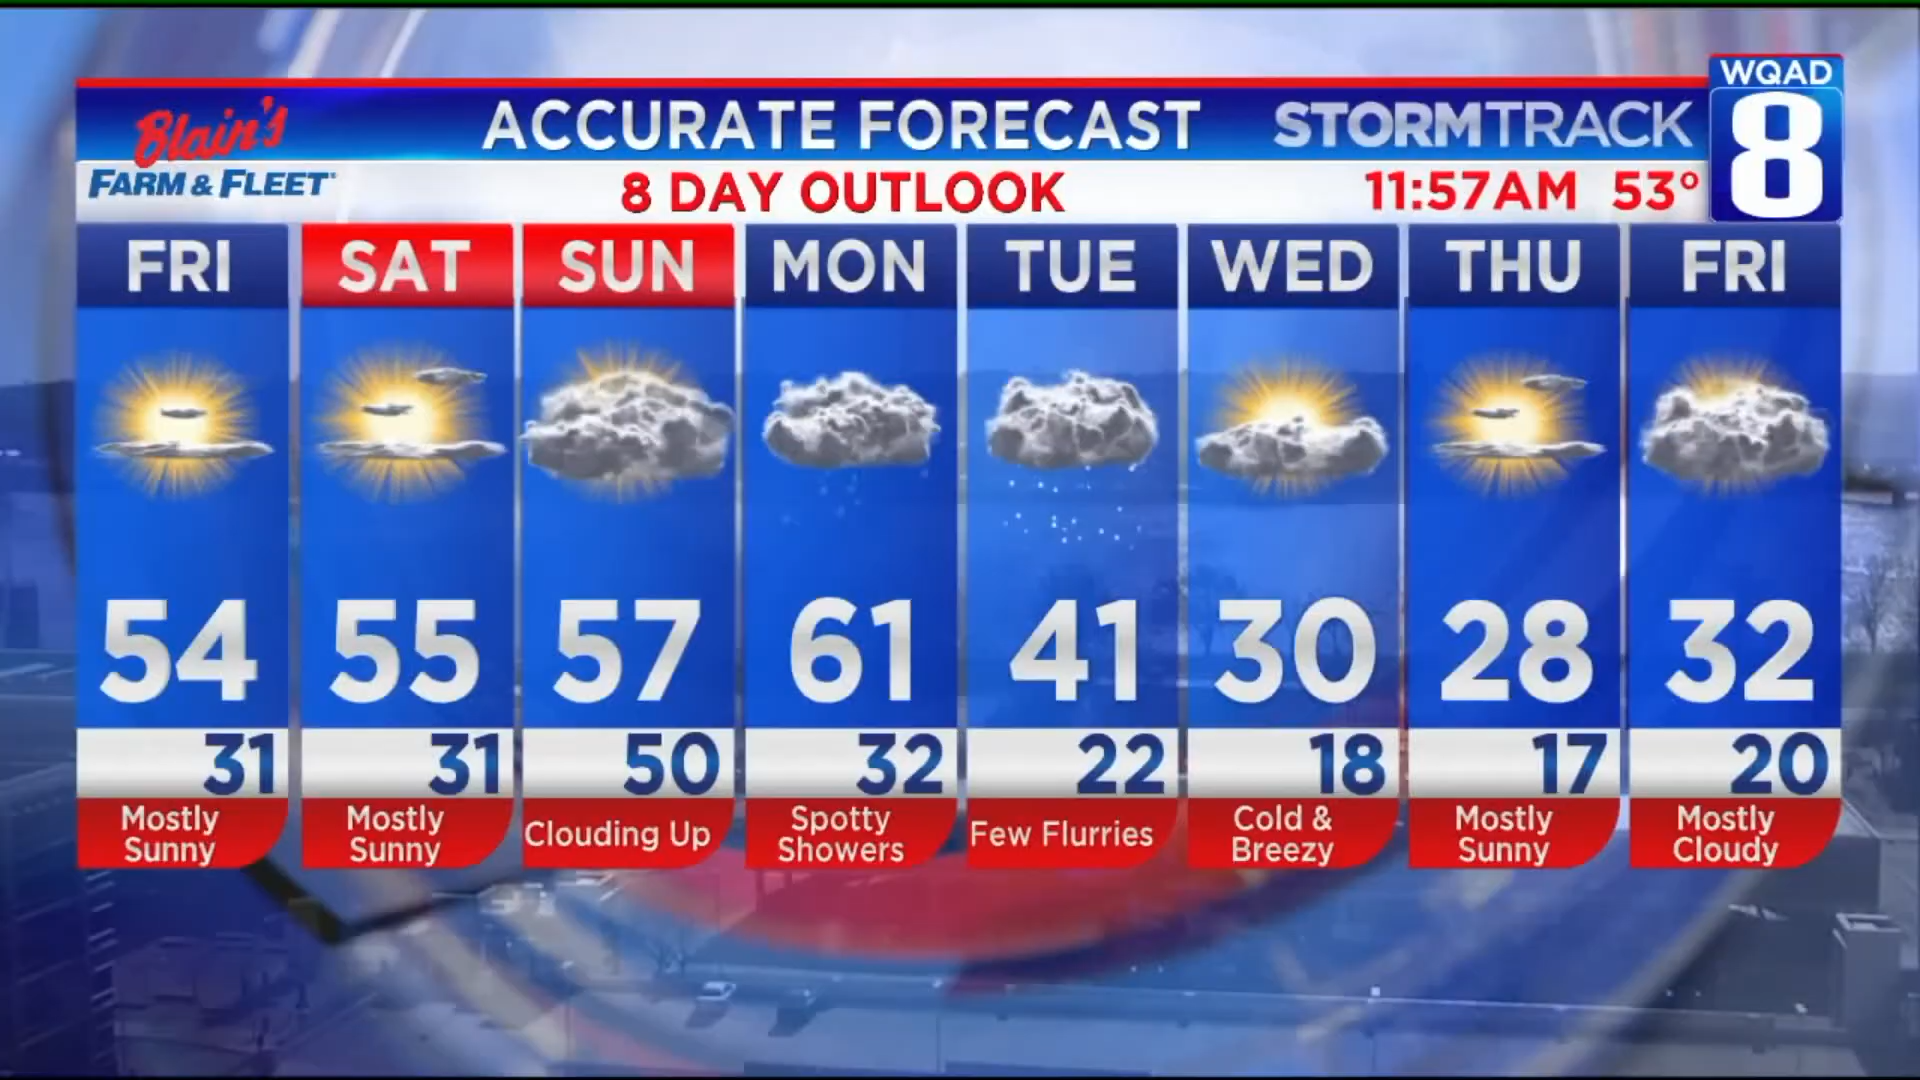 WQAD
8
Blain's
FARM & FLEET
ACCURATE FORECAST
STORMTRACK
8 DAY OUTLOOK
11:57AM 53°
FRI SAT SUN MON TUE WED THU FRI
54 55 57 61 41 30 28 32
31 31 50 32 22 18 17 20
Mostly
Sunny
Mostly
Sunny
Clouding Up
Spotty
Showers
Few Flurries
Cold &
Breezy
Mostly
Sunny
Mostly
Cloudy